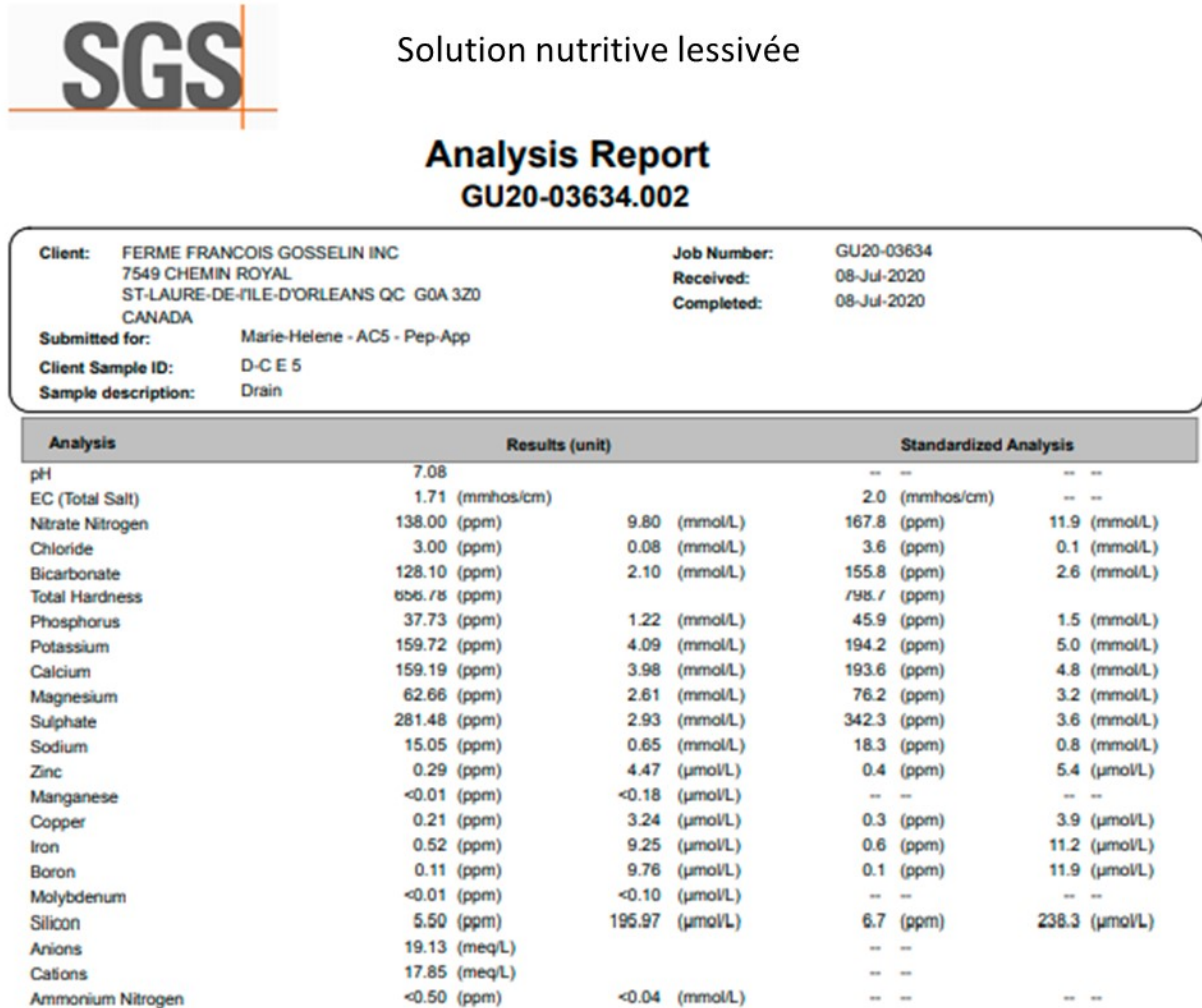 SGS
Solution nutritive lessivée
Analysis Report
GU20-03634.002
Client: FERME FRANCOIS GOSSELIN INC Job Number: GU20-03634
7549 CHEMIN ROYAL Received: 08-Jul-2020
ST-LAURE-DE-l'ILE-D'ORLEANS QC G0A 3Z0 Completed: 08-Jul-2020
CANADA
Submitted for: Marie-Helene - AC5 - Pep-App
Client Sample ID: D-C E 5
Sample description: Drain
Analysis Results (unit) Standardized Analysis
pH 7.08 -- -- -- --
EC (Total Salt) 1.71 (mmhos/cm) 2.0 (mmhos/cm) -- --
Nitrate Nitrogen 138.00 (ppm) 9.80 (mmol/L) 167.8 (ppm) 11.9 (mmol/L)
Chloride 3.00 (ppm) 0.08 (mmol/L) 3.6 (ppm) 0.1 (mmol/L)
Bicarbonate 128.10 (ppm) 2.10 (mmol/L) 155.8 (ppm) 2.6 (mmol/L)
Total Hardness 656.78 (ppm) 798.7 (ppm)
Phosphorus 37.73 (ppm) 1.22 (mmol/L) 45.9 (ppm) 1.5 (mmol/L)
Potassium 159.72 (ppm) 4.09 (mmol/L) 194.2 (ppm) 5.0 (mmol/L)
Calcium 159.19 (ppm) 3.98 (mmol/L) 193.6 (ppm) 4.8 (mmol/L)
Magnesium 62.66 (ppm) 2.61 (mmol/L) 76.2 (ppm) 3.2 (mmol/L)
Sulphate 281.48 (ppm) 2.93 (mmol/L) 342.3 (ppm) 3.6 (mmol/L)
Sodium 15.05 (ppm) 0.65 (mmol/L) 18.3 (ppm) 0.8 (mmol/L)
Zinc 0.29 (ppm) 4.47 (µmol/L) 0.4 (ppm) 5.4 (µmol/L)
Manganese <0.01 (ppm) <0.18 (µmol/L) -- -- -- --
Copper 0.21 (ppm) 3.24 (µmol/L) 0.3 (ppm) 3.9 (µmol/L)
Iron 0.52 (ppm) 9.25 (µmol/L) 0.6 (ppm) 11.2 (µmol/L)
Boron 0.11 (ppm) 9.76 (µmol/L) 0.1 (ppm) 11.9 (µmol/L)
Molybdenum <0.01 (ppm) <0.10 (µmol/L) -- -- -- --
Silicon 5.50 (ppm) 195.97 (µmol/L) 6.7 (ppm) 238.3 (µmol/L)
Anions 19.13 (meq/L) -- --
Cations 17.85 (meq/L) -- --
Ammonium Nitrogen <0.50 (ppm) <0.04 (mmol/L) -- -- -- --